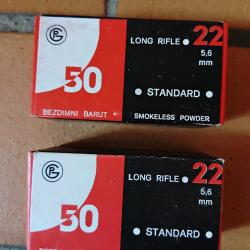 LONG RIFLE • 22
5,6
mm
50
• STANDARD •
BEZDIMNI BARUT • SMOKELESS POWDER
LONG RIFLE • 22
5,6
mm
50
• STANDARD •